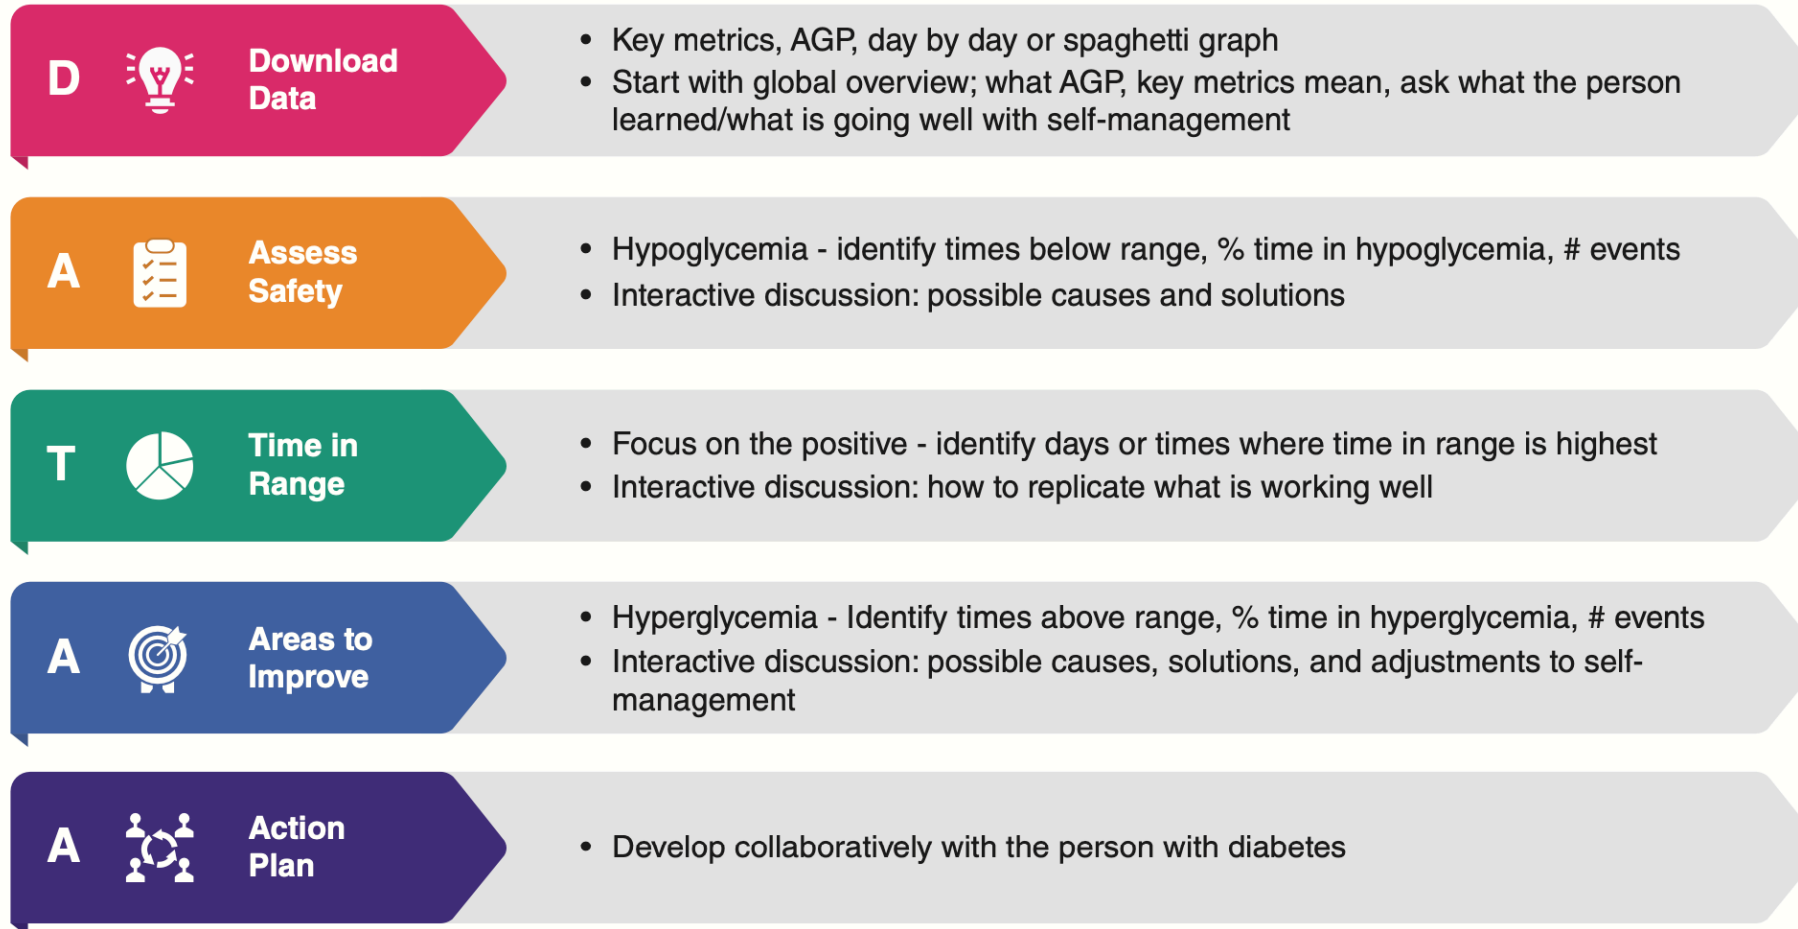 D
Download
Data
• Key metrics, AGP, day by day or spaghetti graph
• Start with global overview; what AGP, key metrics mean, ask what the person
learned/what is going well with self-management
A
Assess
Safety
• Hypoglycemia - identify times below range, % time in hypoglycemia, # events
• Interactive discussion: possible causes and solutions
T
Time in
Range
• Focus on the positive - identify days or times where time in range is highest
• Interactive discussion: how to replicate what is working well
A
Areas to
Improve
• Hyperglycemia - Identify times above range, % time in hyperglycemia, # events
• Interactive discussion: possible causes, solutions, and adjustments to self-
management
A
Action
Plan
• Develop collaboratively with the person with diabetes